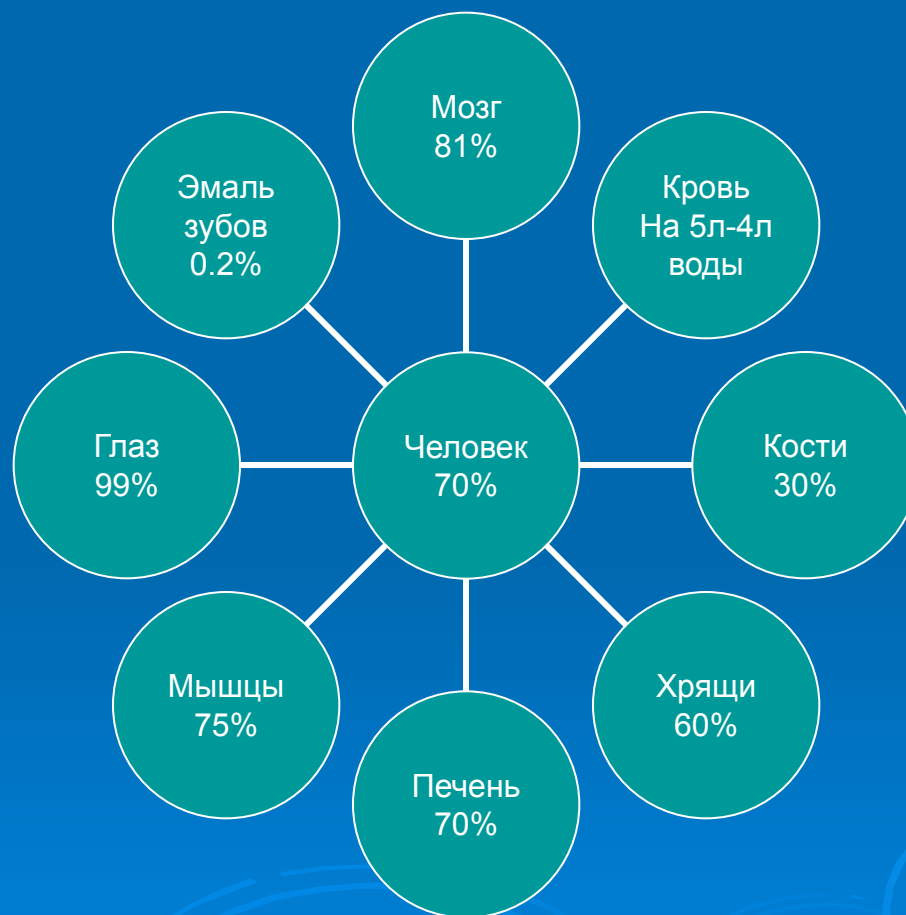 Мозг
81%
Эмаль
зубов
0.2%
Кровь
На 5л-4л
воды
Глаз
99%
Человек
70%
Кости
30%
Мышцы
75%
Хрящи
60%
Печень
70%